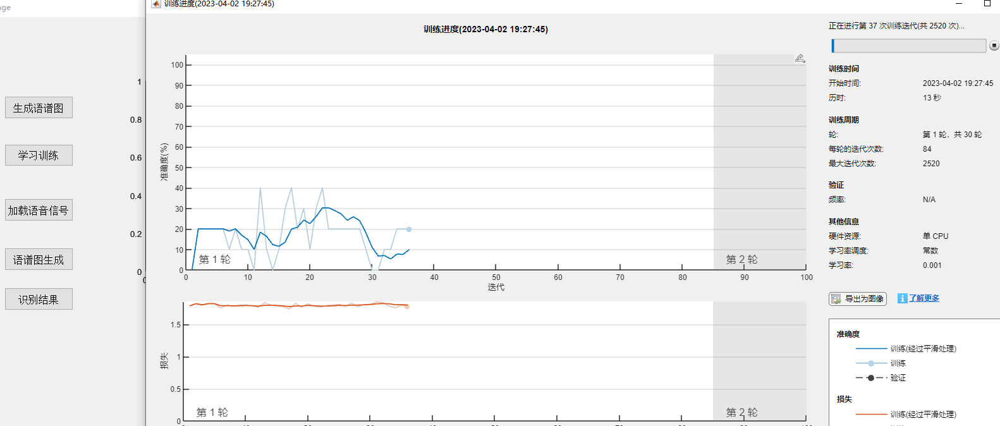 训练进度(2023-04-02 19:27:45)
生成语谱图
学习训练
加载语音信号
语谱图生成
识别结果
1
0.8
0.6
0.4
0.2
0
训练进度(2023-04-02 19:27:45)
100
90
80
70
60
50
40
30
20
10
0
准确度(%)
第 1 轮
第 2 轮
0 10 20 30 40 50 60 70 80 90 100
迭代
1.5
1
0.5
0
损失
第 1 轮
第 2 轮
正在进行第 37 次训练迭代(共 2520 次)...
训练时间
开始时间: 2023-04-02 19:27:45
历时: 13 秒
训练周期
轮: 第 1 轮，共 30 轮
每轮的迭代次数: 84
最大迭代次数: 2520
验证
频率: N/A
其他信息
硬件资源: 单 CPU
学习率调度: 常数
学习率: 0.001
导出为图像
了解更多
准确度
训练(经过平滑处理)
训练
验证
损失
训练(经过平滑处理)